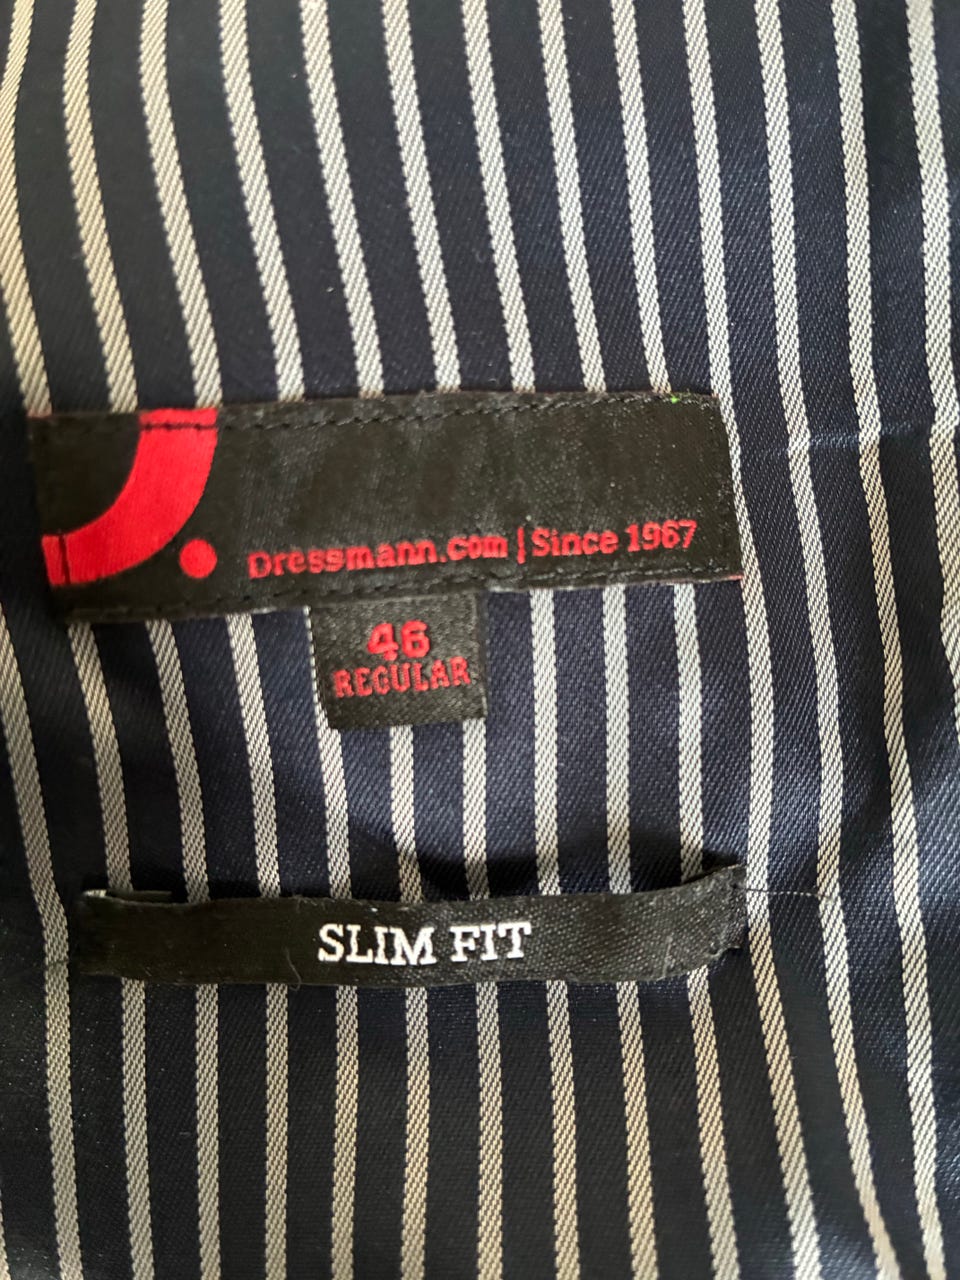 Dressmann.com | Since 1967
46
REGULAR
SLIM FIT